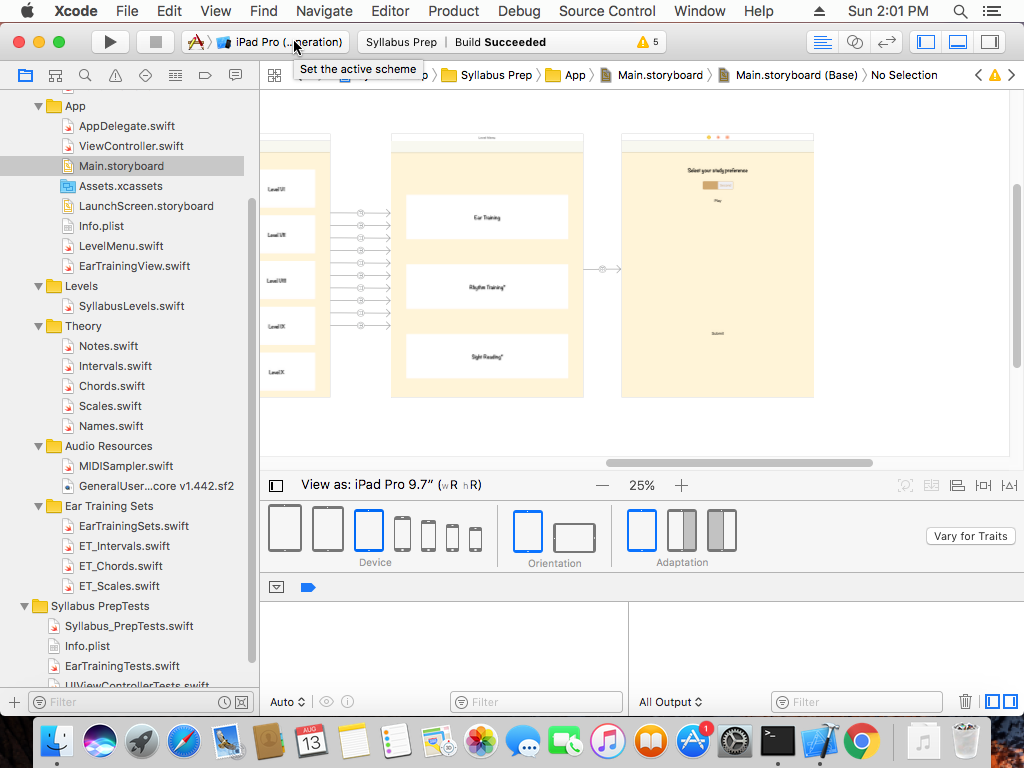 Xcode File Edit View Find Navigate Editor Product Debug Source Control Window Help Sun 2:01 PM
iPad Pro (...neration) Syllabus Prep | Build Succeeded 5
Set the active scheme
Syllabus Prep App Main.storyboard Main.storyboard (Base) No Selection
App
AppDelegate.swift
ViewController.swift
Main.storyboard
Assets.xcassets
LaunchScreen.storyboard
Info.plist
LevelMenu.swift
EarTrainingView.swift
Levels
SyllabusLevels.swift
Theory
Notes.swift
Intervals.swift
Chords.swift
Scales.swift
Names.swift
Audio Resources
MIDISampler.swift
GeneralUser...core v1.442.sf2
Ear Training Sets
EarTrainingSets.swift
ET_Intervals.swift
ET_Chords.swift
ET_Scales.swift
Syllabus PrepTests
Syllabus_PrepTests.swift
Info.plist
EarTrainingTests.swift
UIViewControllerTests.swift
Filter
Level VI
Level VII
Level VIII
Level IX
Level X
Ear Training
Rhythm Training*
Sight Reading*
Select your study preference
Play
Submit
View as: iPad Pro 9.7" (wR hR)
25%
Device
Orientation
Adaptation
Vary for Traits
Auto
Filter
All Output
Filter
AUG
13
1